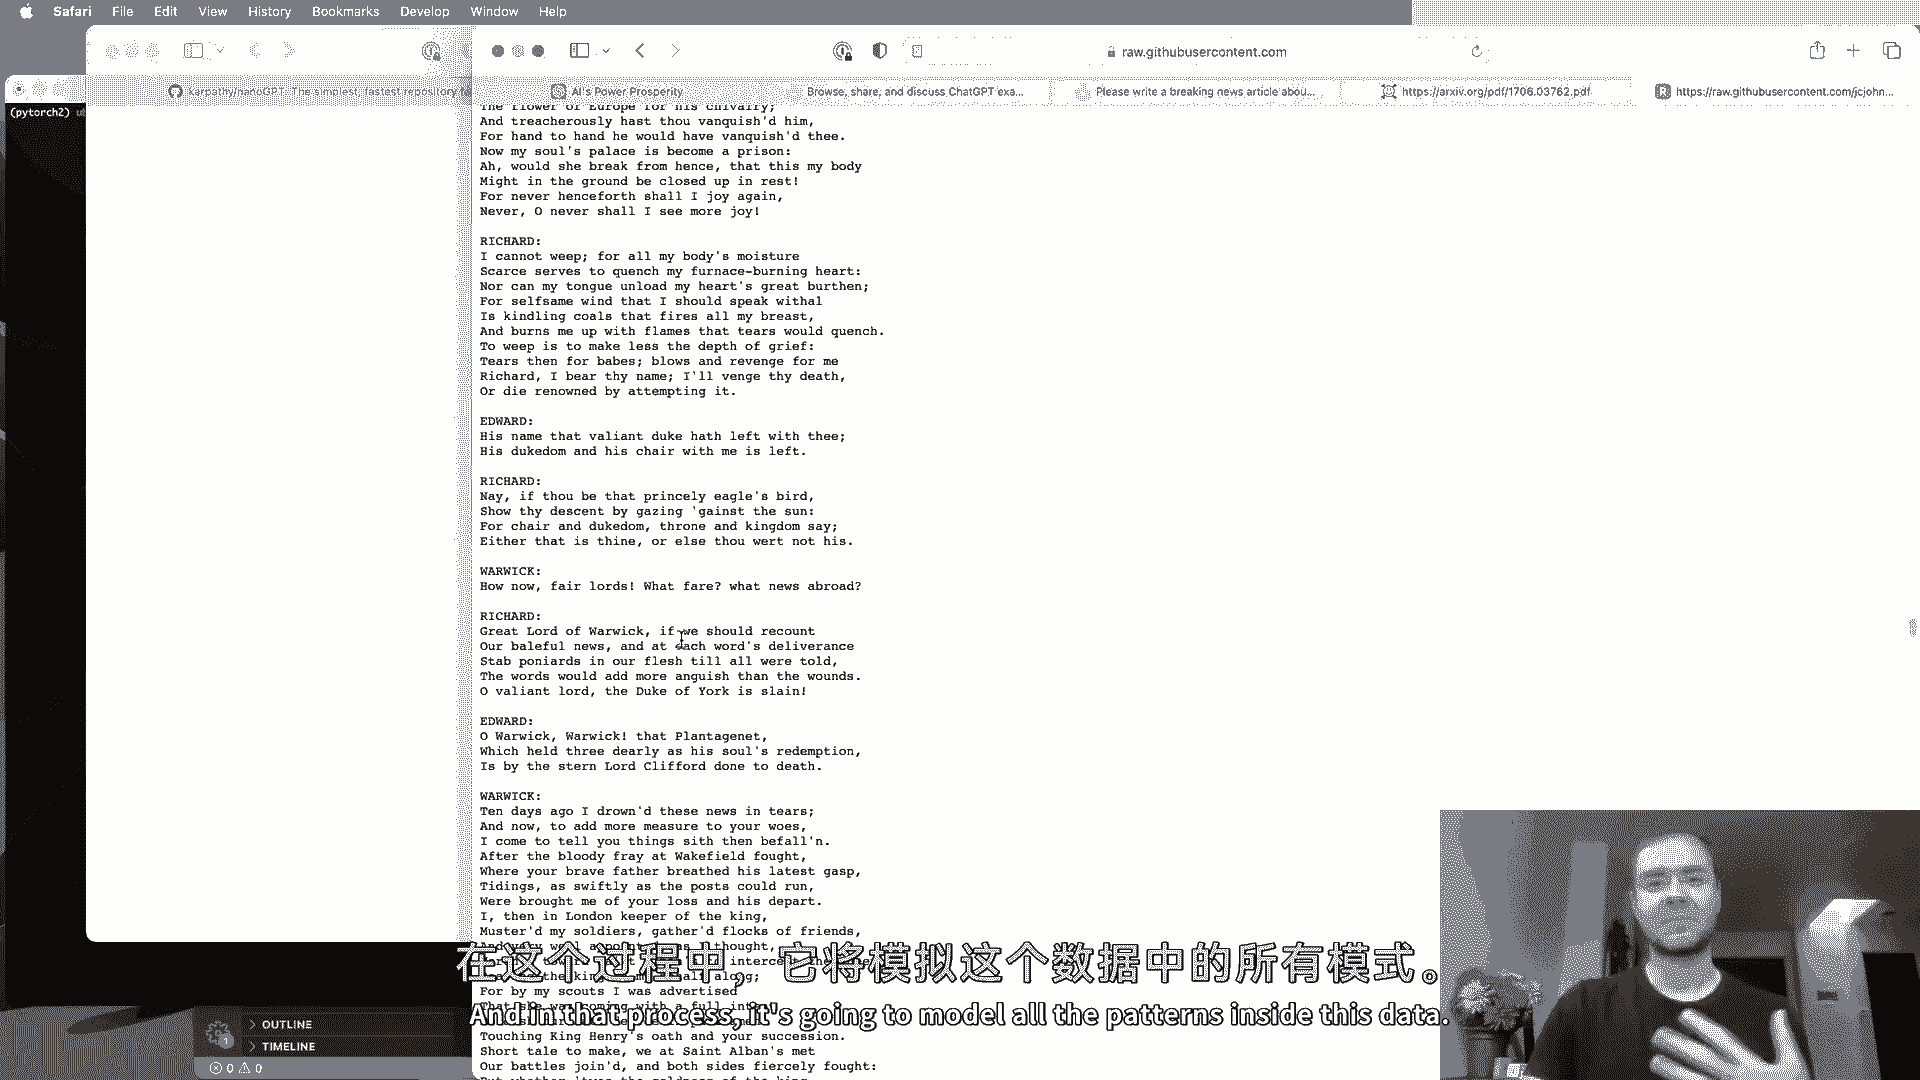 Safari File Edit View History Bookmarks Develop Window Help
raw.githubusercontent.com
karpathy/nanoGPT: The simplest, fastest repository fo
AI's Power Prosperity
Browse, share, and discuss ChatGPT exa...
Please write a breaking news article abou...
https://arxiv.org/pdf/1706.03762.pdf
https://raw.githubusercontent.com/jcjohn...
(pytorch2) ub
The flower of Europe for his chivalry;
And treacherously hast thou vanquish'd him,
For hand to hand he would have vanquish'd thee.
Now my soul's palace is become a prison:
Ah, would she break from hence, that this my body
Might in the ground be closed up in rest!
For never henceforth shall I joy again,
Never, O never shall I see more joy!
RICHARD:
I cannot weep; for all my body's moisture
Scarce serves to quench my furnace-burning heart:
Nor can my tongue unload my heart's great burthen;
For selfsame wind that I should speak withal
Is kindling coals that fires all my breast,
And burns me up with flames that tears would quench.
To weep is to make less the depth of grief:
Tears then for babes; blows and revenge for me
Richard, I bear thy name; I'll venge thy death,
Or die renowned by attempting it.
EDWARD:
His name that valiant duke hath left with thee;
His dukedom and his chair with me is left.
RICHARD:
Nay, if thou be that princely eagle's bird,
Show thy descent by gazing 'gainst the sun:
For chair and dukedom, throne and kingdom say;
Either that is thine, or else thou wert not his.
WARWICK:
How now, fair lords! What fare? what news abroad?
RICHARD:
Great Lord of Warwick, if we should recount
Our baleful news, and at each word's deliverance
Stab poniards in our flesh till all were told,
The words would add more anguish than the wounds.
O valiant lord, the Duke of York is slain!
EDWARD:
O Warwick, Warwick! that Plantagenet,
Which held three dearly as his soul's redemption,
Is by the stern Lord Clifford done to death.
WARWICK:
Ten days ago I drown'd these news in tears;
And now, to add more measure to your woes,
I come to tell you things sith then befall'n.
After the bloody fray at Wakefield fought,
Where your brave father breathed his latest gasp,
Tidings, as swiftly as the posts could run,
Were brought me of your loss and his depart.
I, then in London keeper of the king,
Muster'd my soldiers, gather'd flocks of friends,
thought,
along;
For by my scouts I was advertised
Touching King Henry's oath and your succession.
Short tale to make, we at Saint Alban's met
Our battles join'd, and both sides fiercely fought:
在这个过程中，它将模拟这个数据中的所有模式。
And in that process, it's going to model all the patterns inside this data.
OUTLINE
TIMELINE
0 0
1